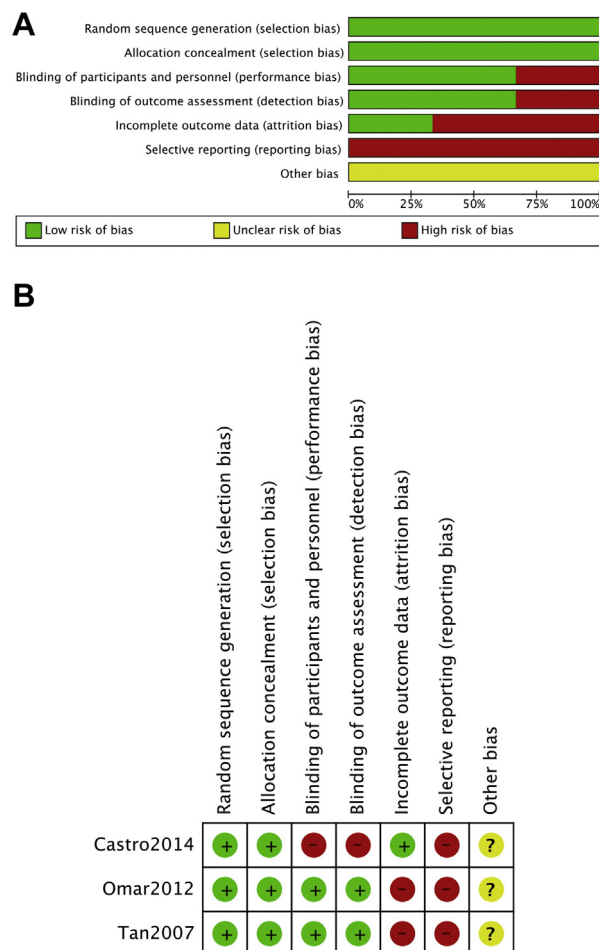 A
Random sequence generation (selection bias)
Allocation concealment (selection bias)
Blinding of participants and personnel (performance bias)
Blinding of outcome assessment (detection bias)
Incomplete outcome data (attrition bias)
Selective reporting (reporting bias)
Other bias
0% 25% 50% 75% 100%
Low risk of bias Unclear risk of bias High risk of bias
B
Random sequence generation (selection bias)
Allocation concealment (selection bias)
Blinding of participants and personnel (performance bias)
Blinding of outcome assessment (detection bias)
Incomplete outcome data (attrition bias)
Selective reporting (reporting bias)
Other bias
Castro2014 + + - - + - ?
Omar2012 + + + + - - ?
Tan2007 + + + + - - ?